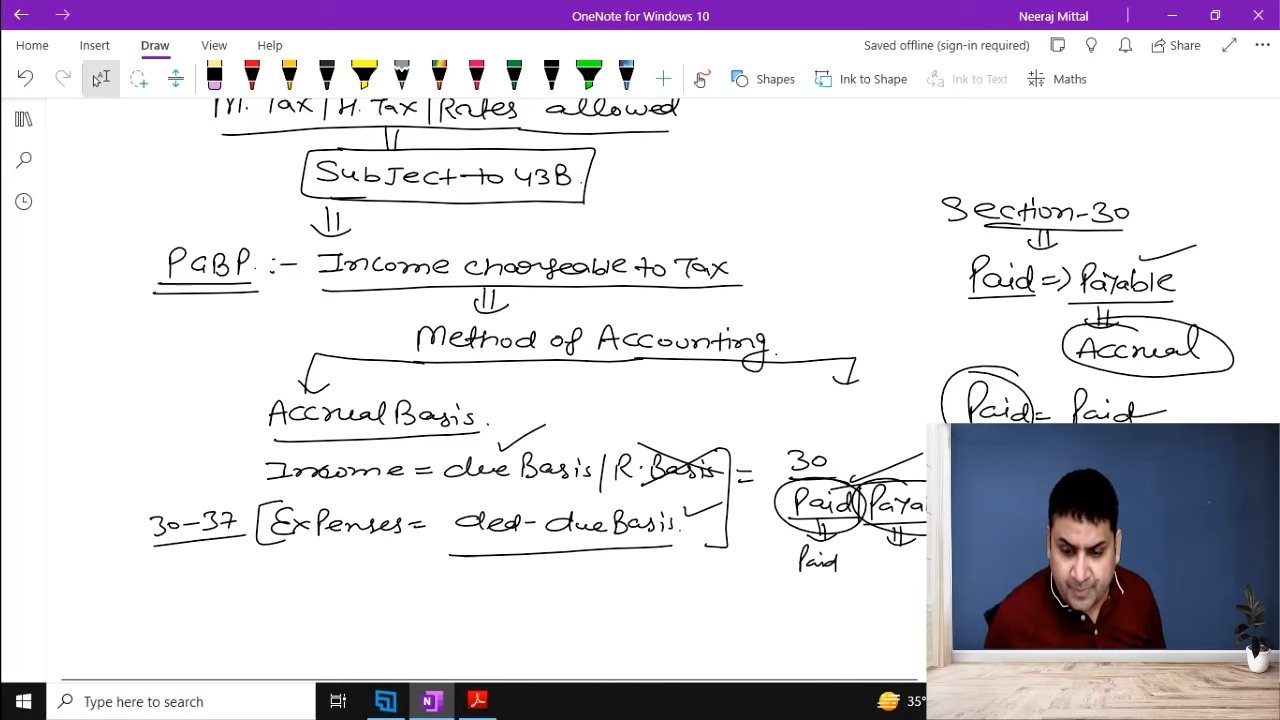 OneNote for Windows 10
Neeraj Mittal
Home Insert Draw View Help
Saved offline (sign-in required)
Share
Shapes
Ink to Shape
Ink to Text
Maths
M. Tax | H. Tax | Rates allowed
Subject to 43B
PGBP :- Income chargeable to Tax
Method of Accounting
Accrual Basis.
Income = due Basis / R. Basis
30-37 [Expenses = ded-due Basis.
=
30
Paid Paya
Paid
Section-30
Paid => Payable
Accrual
Paid = Paid
Type here to search
35°